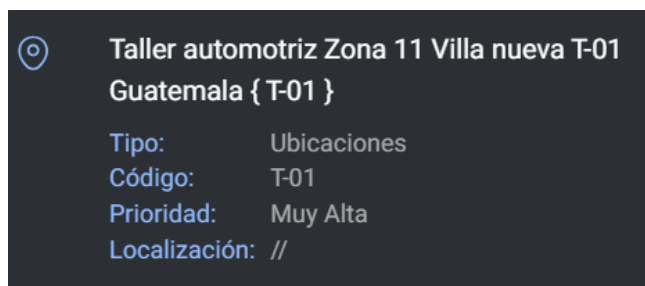 Taller automotriz Zona 11 Villa nueva T-01
Guatemala { T-01 }
Tipo: Ubicaciones
Código: T-01
Prioridad: Muy Alta
Localización: //